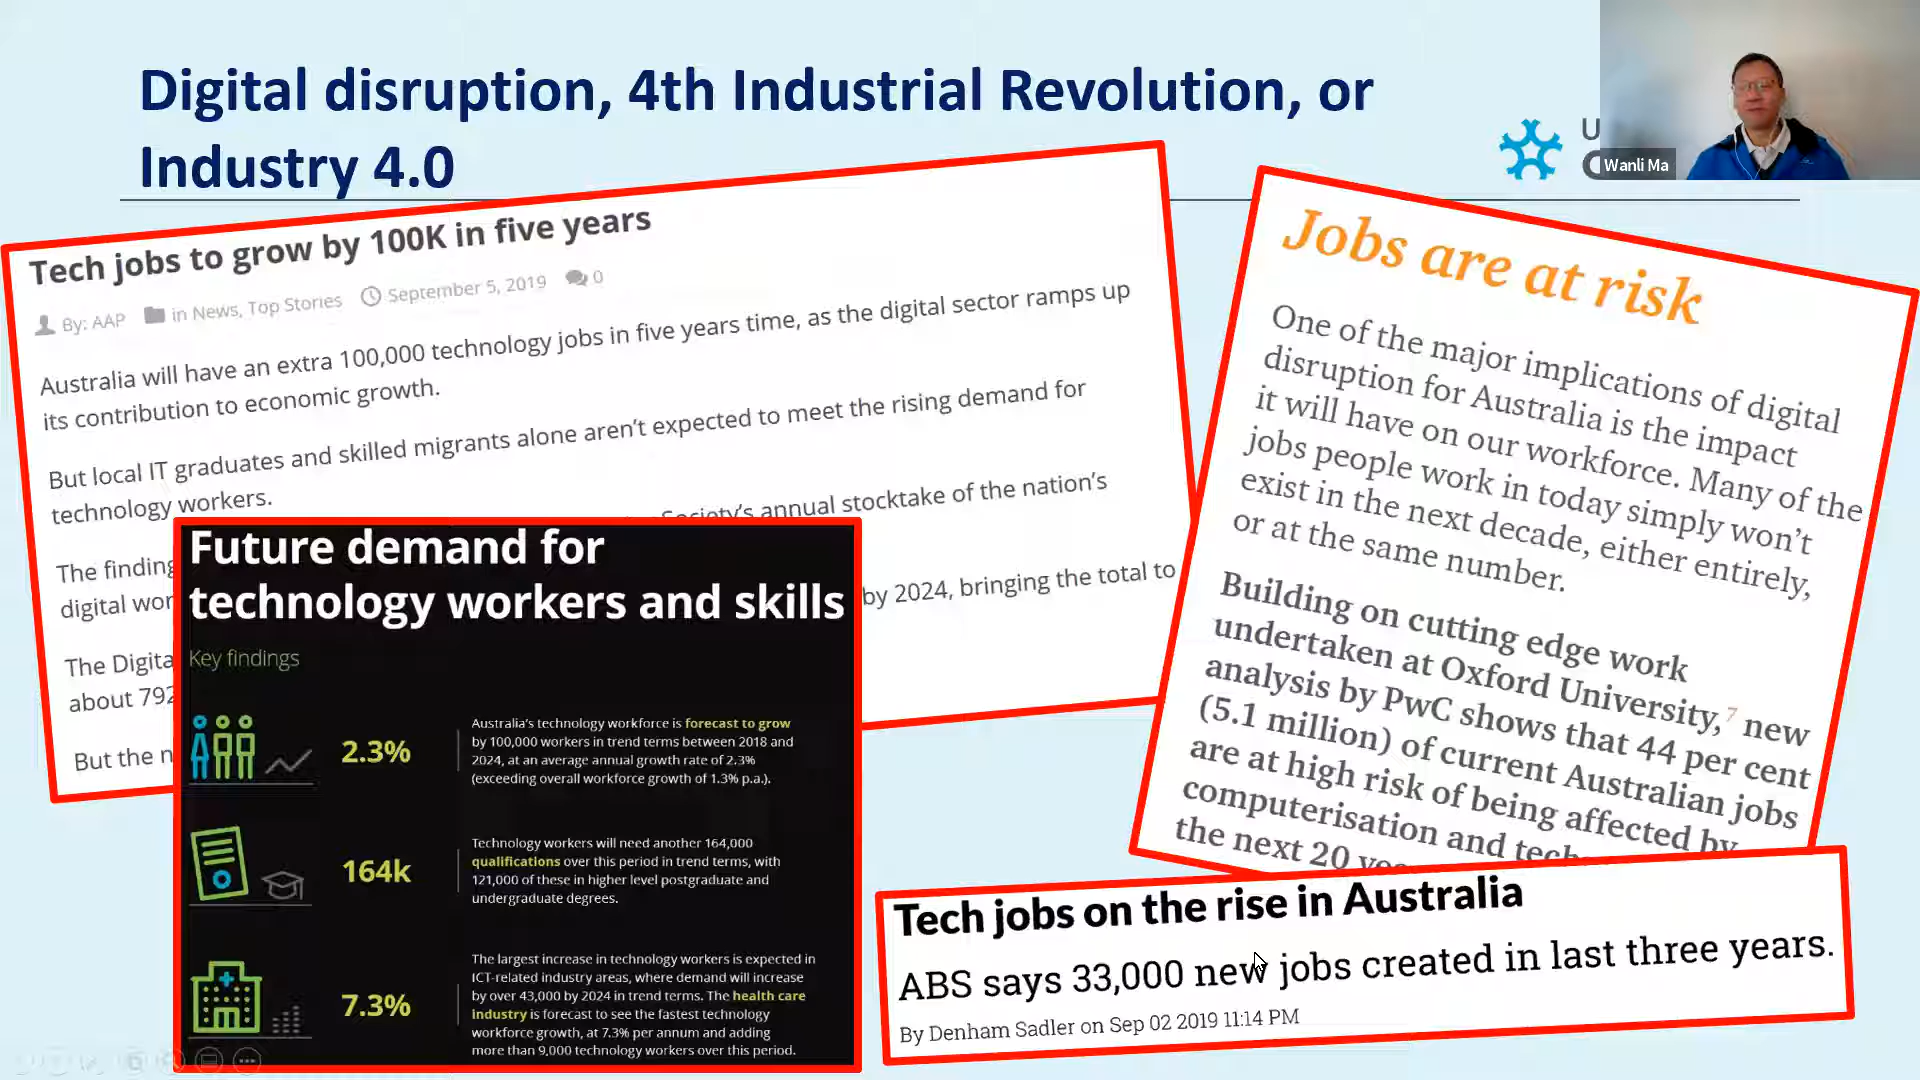 Digital disruption, 4th Industrial Revolution, or
Industry 4.0
U
Wanli Ma
Tech jobs to grow by 100K in five years
By: AAP in News, Top Stories September 5, 2019 0
Australia will have an extra 100,000 technology jobs in five years time, as the digital sector ramps up
its contribution to economic growth.
But local IT graduates and skilled migrants alone aren't expected to meet the rising demand for
technology workers.
The finding
Society's annual stocktake of the nation's
digital wor
by 2024, bringing the total to
The Digita
about 792
But the n
Future demand for
technology workers and skills
Key findings
2.3%
Australia's technology workforce is forecast to grow
by 100,000 workers in trend terms between 2018 and
2024, at an average annual growth rate of 2.3%
(exceeding overall workforce growth of 1.3% p.a.).
164k
Technology workers will need another 164,000
qualifications over this period in trend terms, with
121,000 of these in higher level postgraduate and
undergraduate degrees.
7.3%
The largest increase in technology workers is expected in
ICT-related industry areas, where demand will increase
by over 43,000 by 2024 in trend terms. The health care
industry is forecast to see the fastest technology
workforce growth, at 7.3% per annum and adding
more than 9,000 technology workers over this period.
Jobs are at risk
One of the major implications of digital
disruption for Australia is the impact
it will have on our workforce. Many of the
jobs people work in today simply won't
exist in the next decade, either entirely,
or at the same number.
Building on cutting edge work
undertaken at Oxford University,7 new
analysis by PwC shows that 44 per cent
(5.1 million) of current Australian jobs
are at high risk of being affected by
computerisation and tech
the next 20
Tech jobs on the rise in Australia
ABS says 33,000 new jobs created in last three years.
By Denham Sadler on Sep 02 2019 11:14 PM